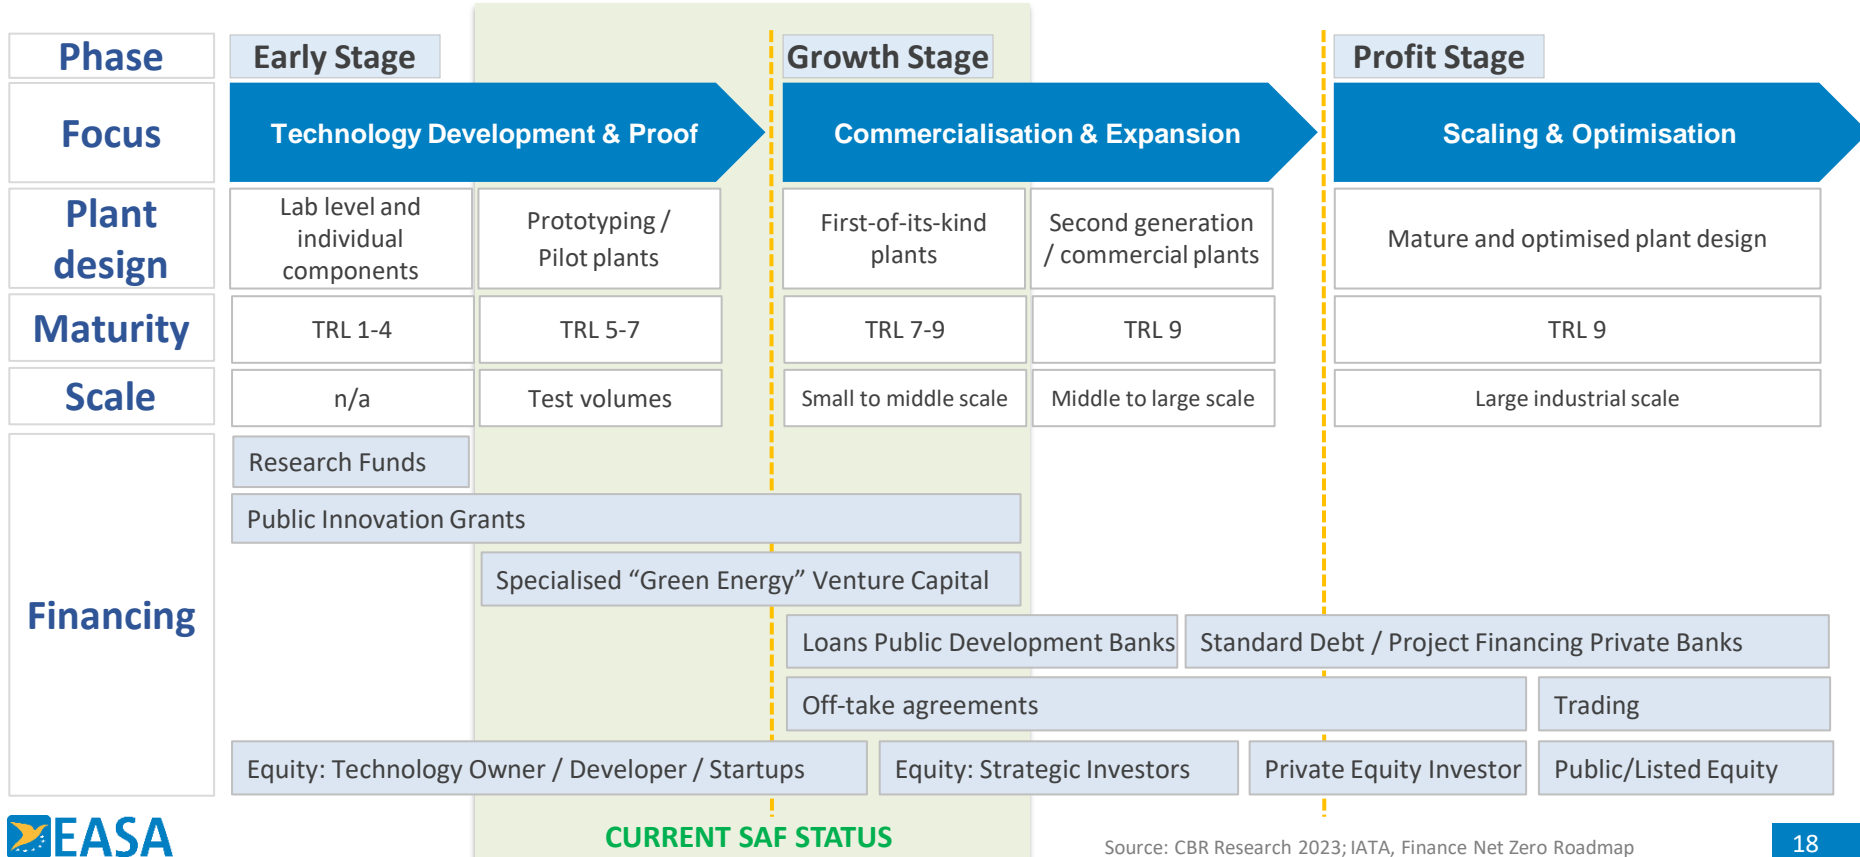 Phase
Early Stage
Growth Stage
Profit Stage
Focus
Technology Development & Proof
Commercialisation & Expansion
Scaling & Optimisation
Plant
design
Lab level and
individual
components
Prototyping /
Pilot plants
First-of-its-kind
plants
Second generation
/ commercial plants
Mature and optimised plant design
Maturity
TRL 1-4
TRL 5-7
TRL 7-9
TRL 9
TRL 9
Scale
n/a
Test volumes
Small to middle scale
Middle to large scale
Large industrial scale
Financing
Research Funds
Public Innovation Grants
Specialised “Green Energy” Venture Capital
Loans Public Development Banks
Standard Debt / Project Financing Private Banks
Off-take agreements
Trading
Equity: Technology Owner / Developer / Startups
Equity: Strategic Investors
Private Equity Investor
Public/Listed Equity
EASA
CURRENT SAF STATUS
Source: CBR Research 2023; IATA, Finance Net Zero Roadmap
18